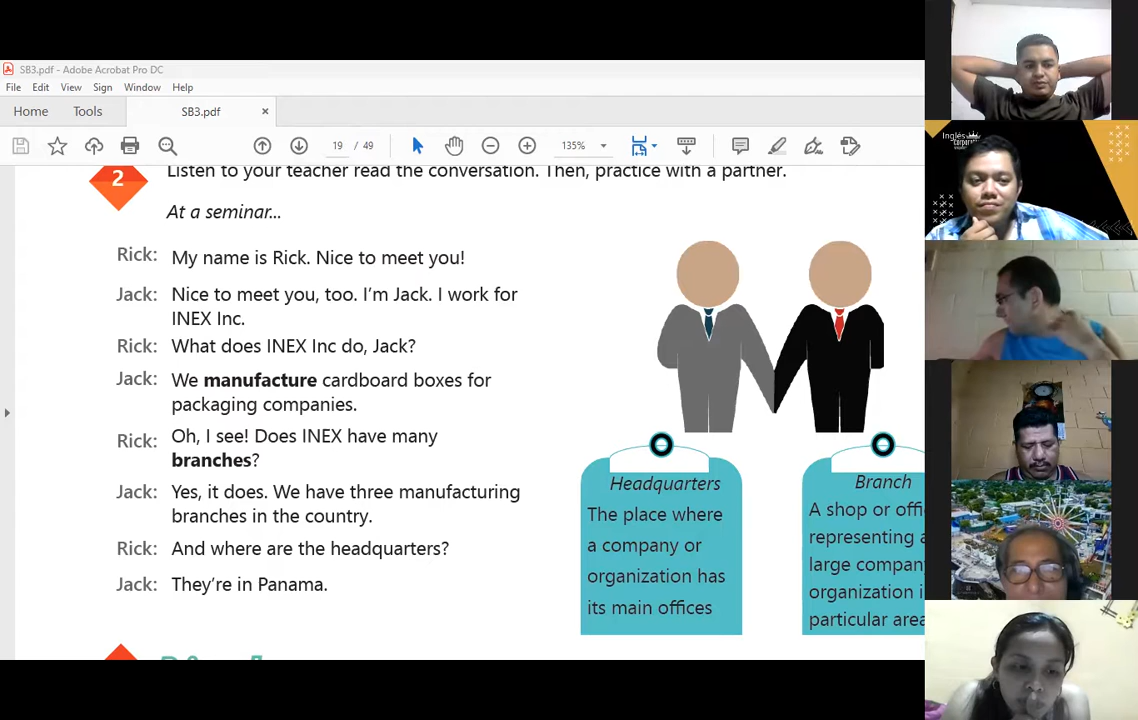 SB3.pdf - Adobe Acrobat Pro DC
File Edit View Sign Window Help
Home Tools SB3.pdf ×
19 / 49 135%
2 Listen to your teacher read the conversation. Then, practice with a partner.
At a seminar...
Rick: My name is Rick. Nice to meet you!
Jack: Nice to meet you, too. I'm Jack. I work for
INEX Inc.
Rick: What does INEX Inc do, Jack?
Jack: We manufacture cardboard boxes for
packaging companies.
Rick: Oh, I see! Does INEX have many
branches?
Jack: Yes, it does. We have three manufacturing
branches in the country.
Rick: And where are the headquarters?
Jack: They're in Panama.
Headquarters
The place where
a company or
organization has
its main offices
Branch
A shop or offi
representing a
large company
organization i
particular area
Inglés
corporat